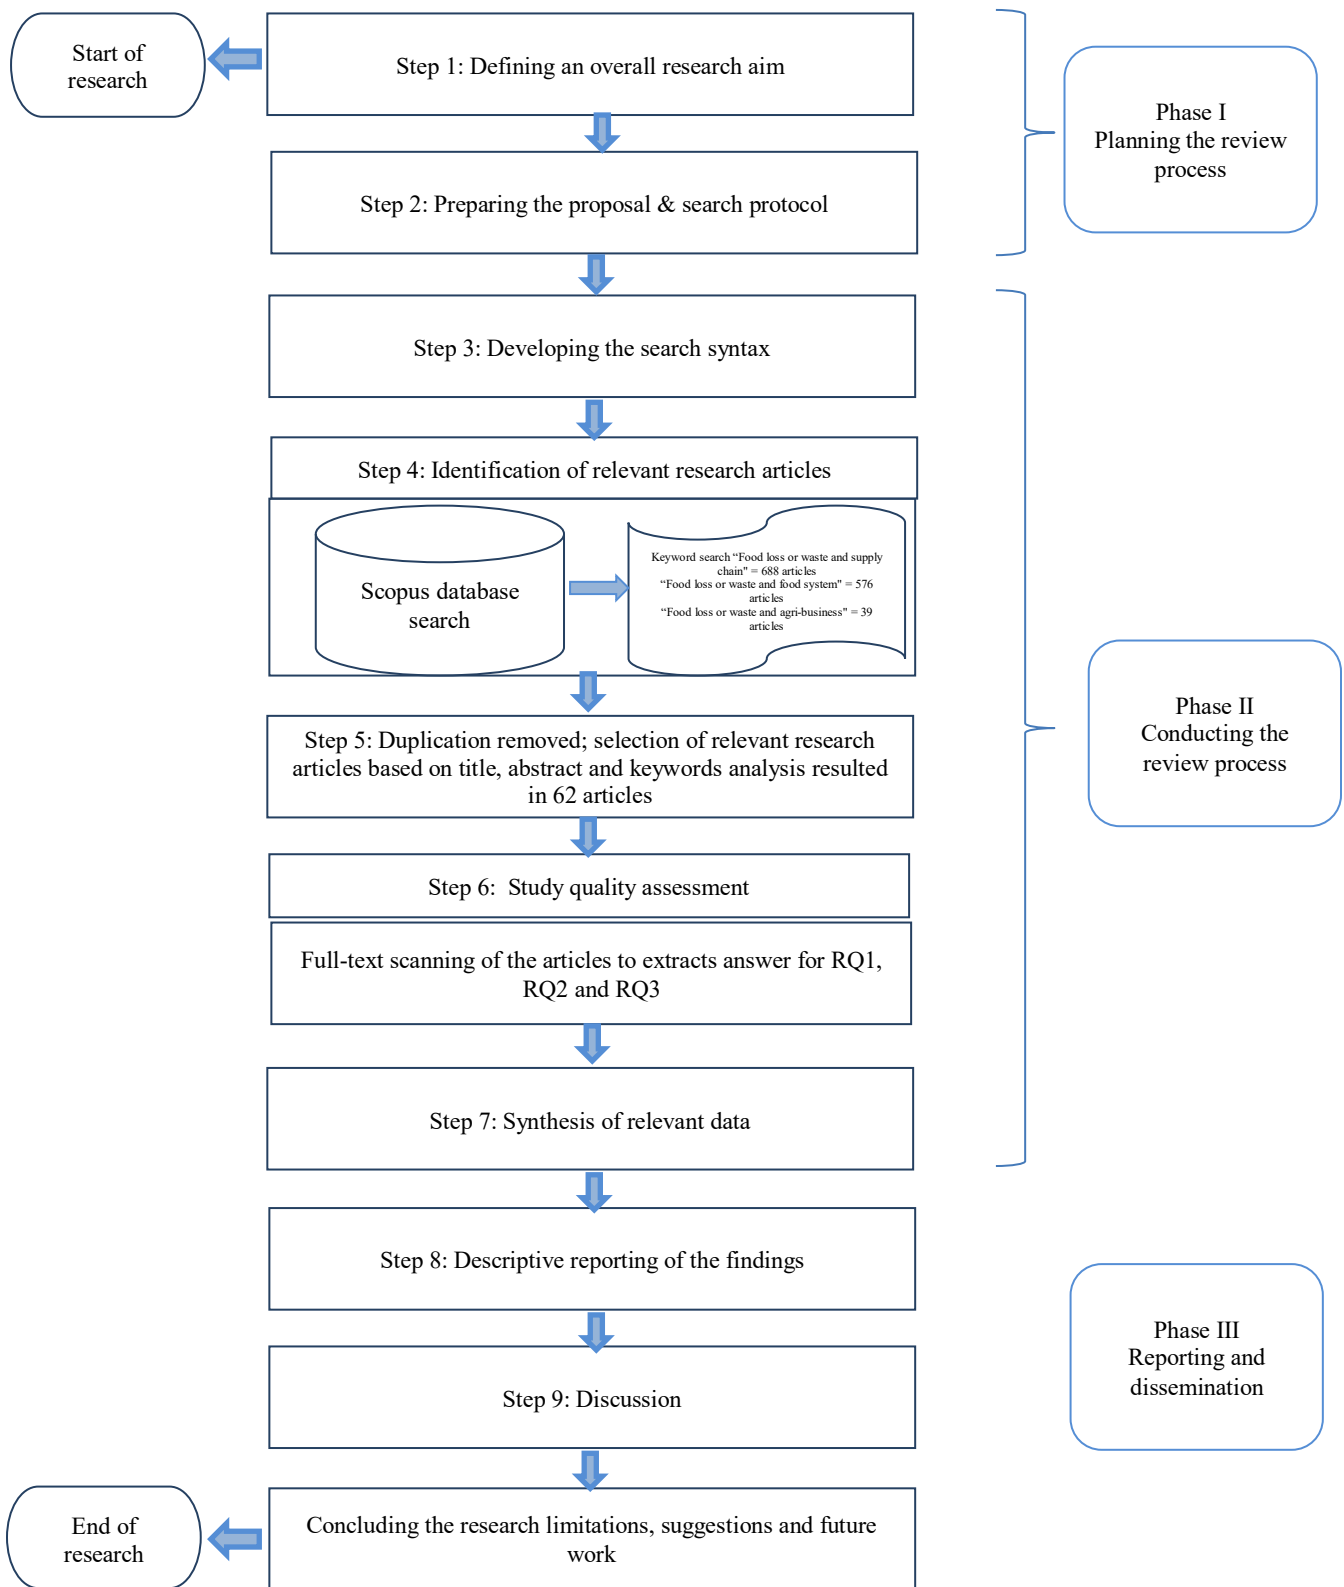 Start of
research
Step 1: Defining an overall research aim
Phase I
Planning the review
process
Step 2: Preparing the proposal & search protocol
Step 3: Developing the search syntax
Step 4: Identification of relevant research articles
Scopus database
search
Keyword search “Food loss or waste and supply
chain" = 688 articles
“Food loss or waste and food system" = 576
articles
“Food loss or waste and agri-business" = 39
articles
Step 5: Duplication removed; selection of relevant research
articles based on title, abstract and keywords analysis resulted
in 62 articles
Phase II
Conducting the
review process
Step 6:  Study quality assessment
Full-text scanning of the articles to extracts answer for RQ1,
RQ2 and RQ3
Step 7: Synthesis of relevant data
Step 8: Descriptive reporting of the findings
Phase III
Reporting and
dissemination
Step 9: Discussion
End of
research
Concluding the research limitations, suggestions and future
work